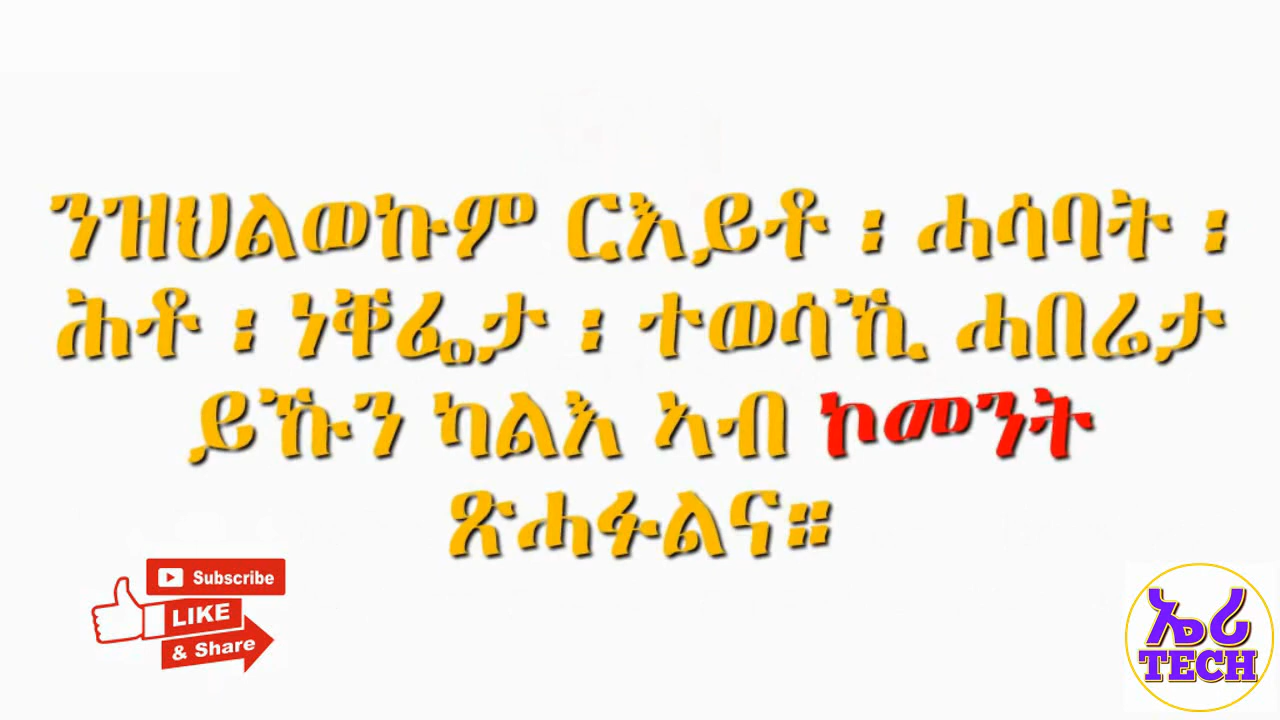 ንዝህልወኩም ርእይቶ ፡ ሓሳባት ፡
ሕቶ ፡ ነቐፌታ ፡ ተወሳኺ ሓበሬታ
ይኹን ካልእ ኣብ ኮመንት
ጽሓፉልና።
Subscribe
LIKE
& Share
ኤሪ
TECH